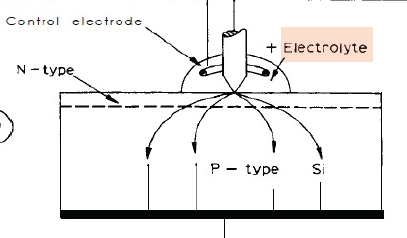 Control electrode
+ Electrolyte
N-type
P - type Si